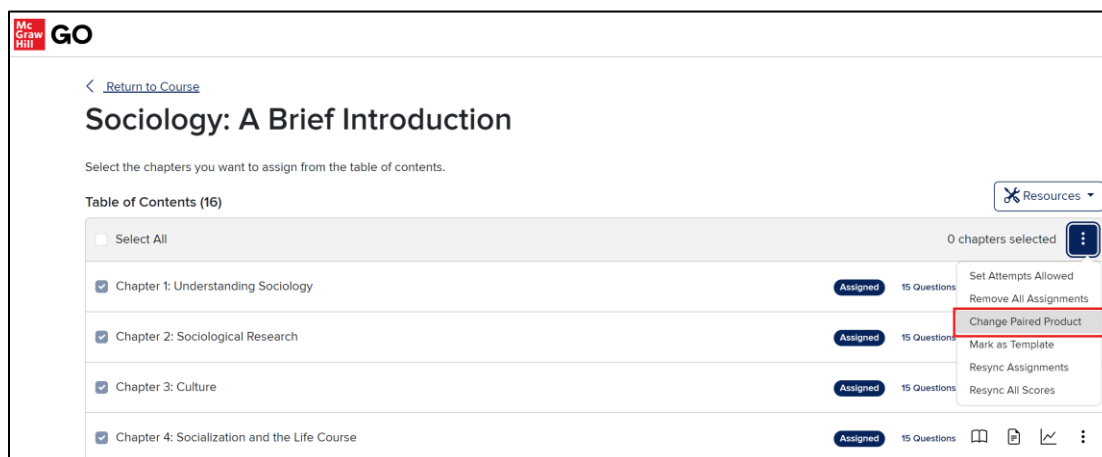 Mc
Graw
Hill
GO
Return to Course
Sociology: A Brief Introduction
Select the chapters you want to assign from the table of contents.
Table of Contents (16)
Resources
Select All
0 chapters selected
Chapter 1: Understanding Sociology
Assigned
15 Questions
Set Attempts Allowed
Remove All Assignments
Change Paired Product
Mark as Template
Resync Assignments
Resync All Scores
Chapter 2: Sociological Research
Assigned
15 Questions
Chapter 3: Culture
Assigned
15 Questions
Chapter 4: Socialization and the Life Course
Assigned
15 Questions